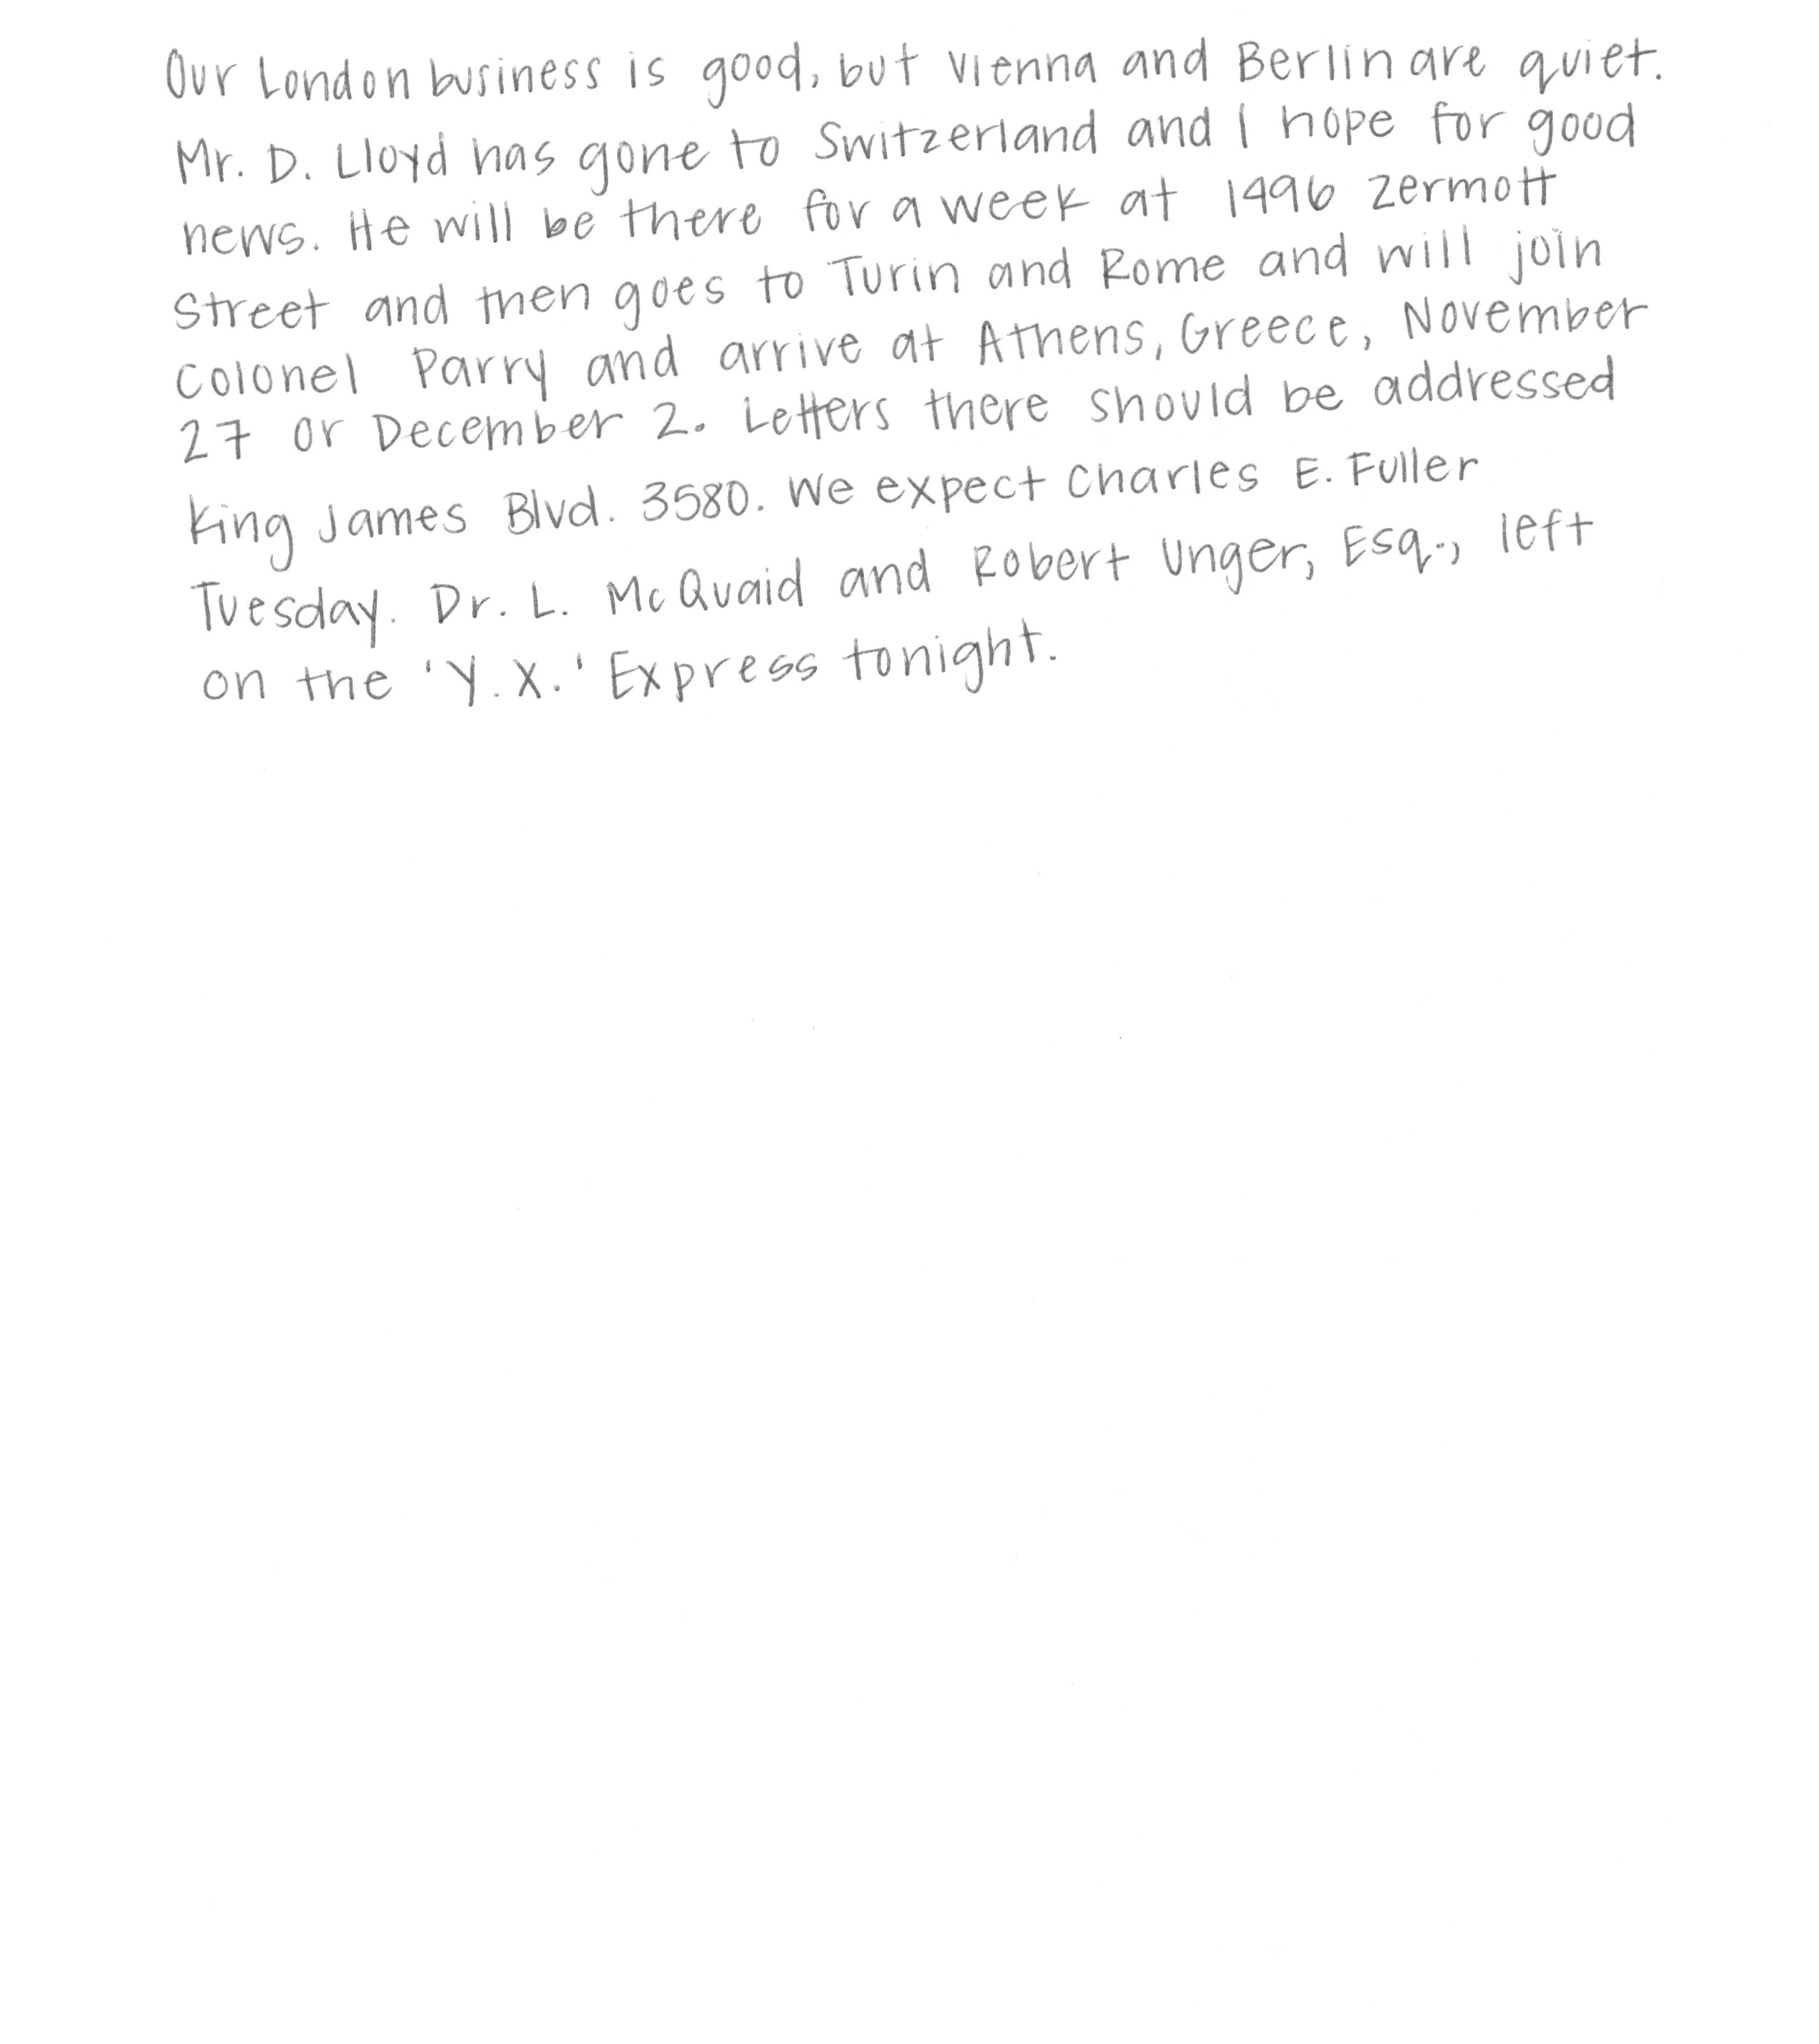 Our London business is good, but Vienna and Berlin are quiet.
Mr. D. Lloyd has gone to Switzerland and I hope for good
news. He will be there for a week at 1496 Zermott
Street and then goes to Turin and Rome and will join
Colonel Parry and arrive at Athens, Greece, November
27 or December 2. Letters there should be addressed
King James Blvd. 3580. We expect Charles E. Fuller
Tuesday. Dr. L. McQuaid and Robert Unger, Esq., left
on the 'Y.X.' Express tonight.